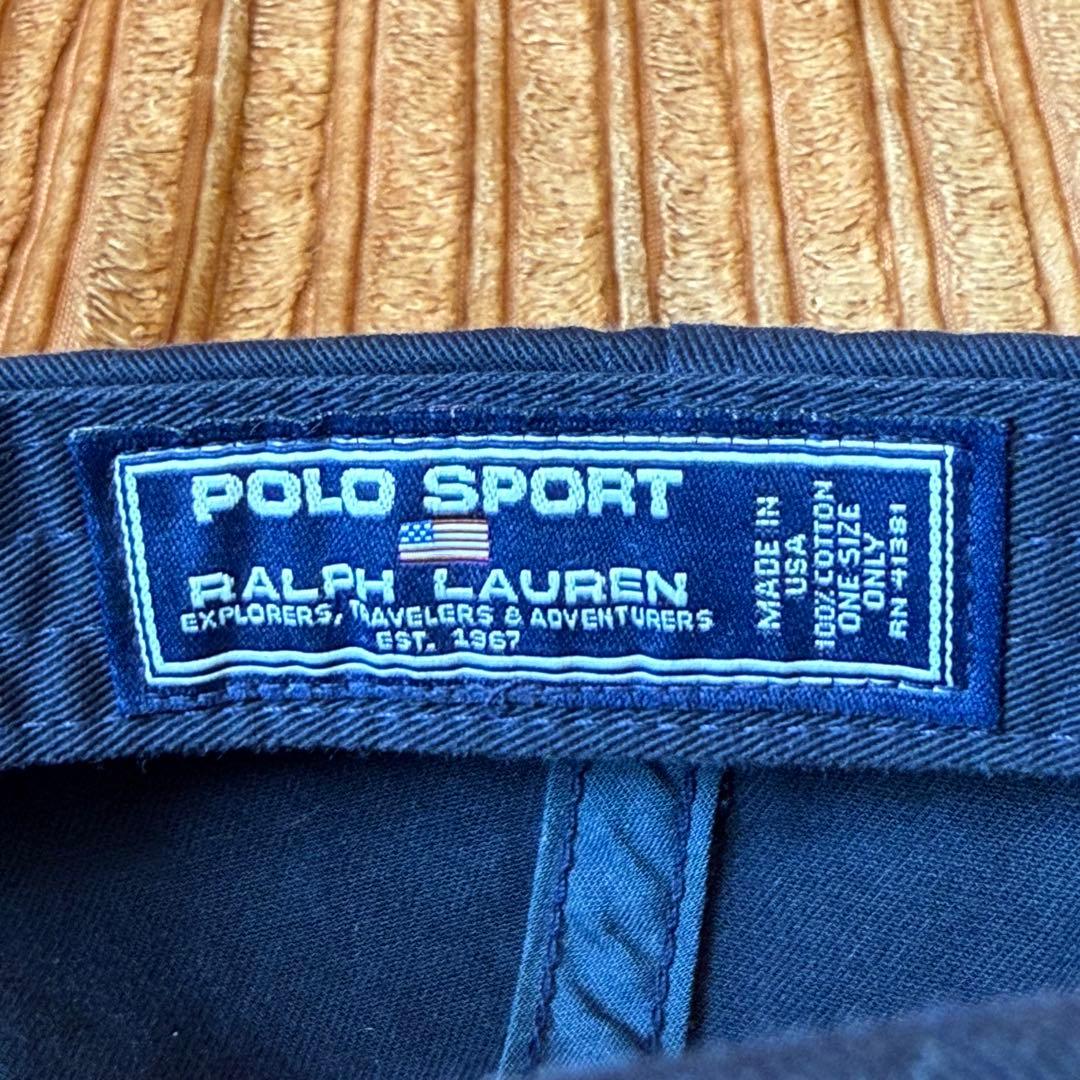 POLO SPORT
RALPH LAUREN
EXPLORERS, TRAVELERS & ADVENTURERS
EST. 1967
MADE IN
USA
100% COTTON
ONE SIZE
ONLY
RN 41381